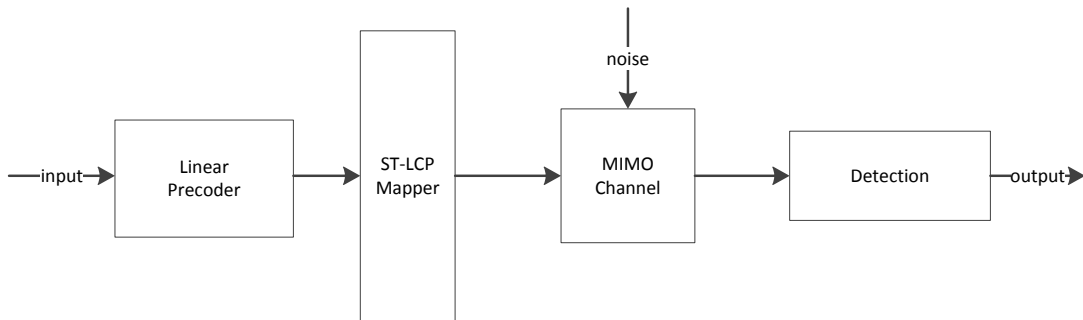 noise
input
Linear
Precoder
ST-LCP
Mapper
MIMO
Channel
Detection
output